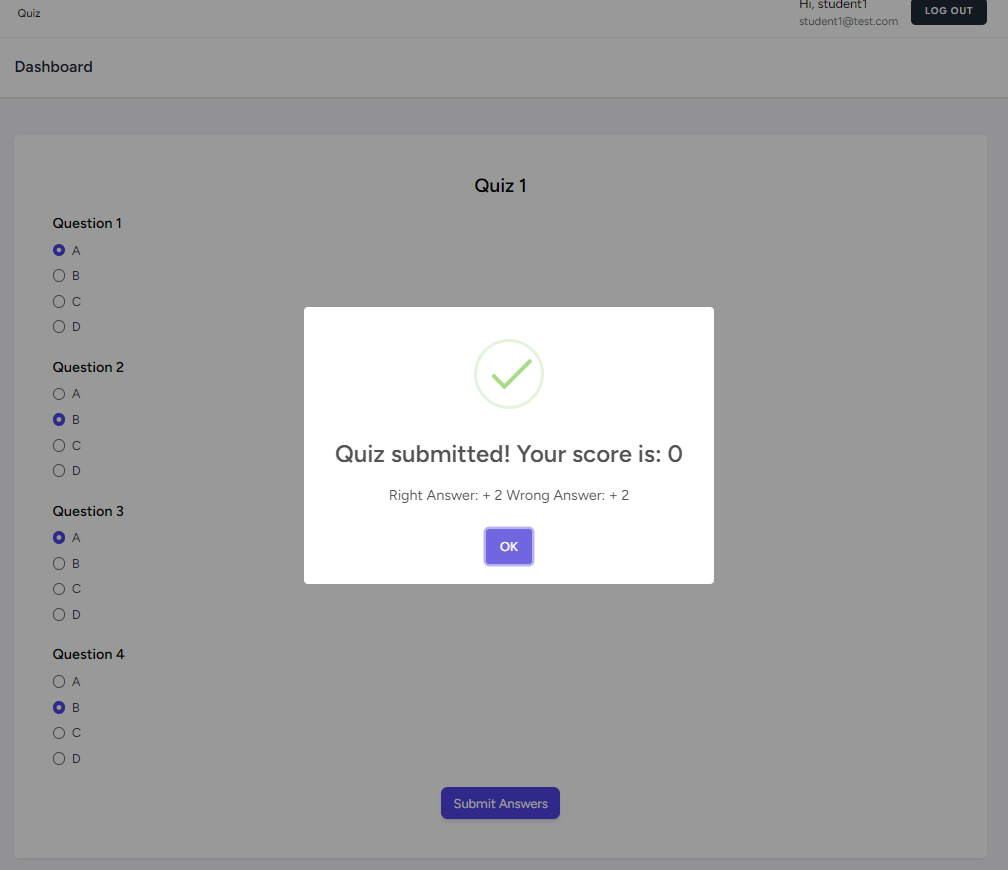 Quiz
Hi, student1
student1@test.com
LOG OUT
Dashboard
Quiz 1
Question 1
A
B
C
D
Question 2
A
B
C
D
Question 3
A
B
C
D
Question 4
A
B
C
D
Submit Answers
Quiz submitted! Your score is: 0
Right Answer: + 2 Wrong Answer: + 2
OK